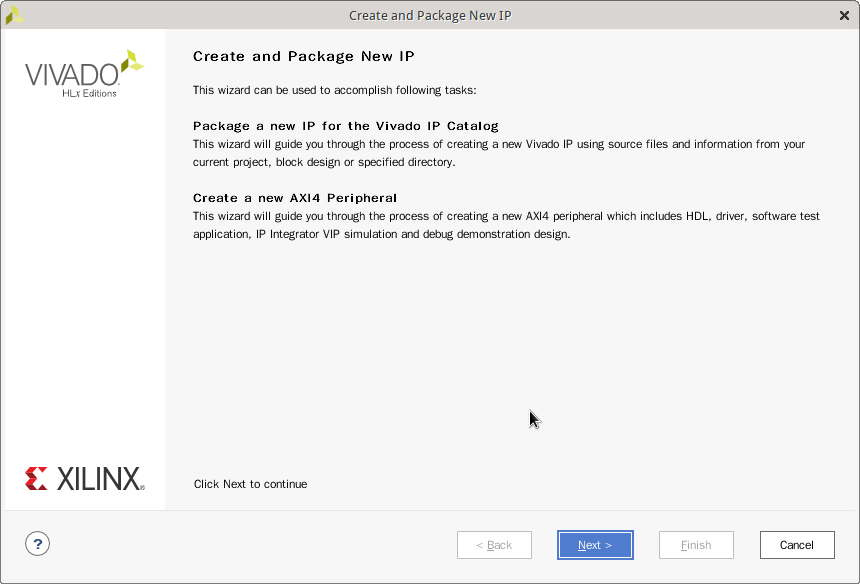 Create and Package New IP
VIVADO
HLx Editions
Create and Package New IP
This wizard can be used to accomplish following tasks:
Package a new IP for the Vivado IP Catalog
This wizard will guide you through the process of creating a new Vivado IP using source files and information from your
current project, block design or specified directory.
Create a new AXI4 Peripheral
This wizard will guide you through the process of creating a new AXI4 peripheral which includes HDL, driver, software test
application, IP Integrator VIP simulation and debug demonstration design.
XILINX®
Click Next to continue
?
< Back
Next >
Finish
Cancel